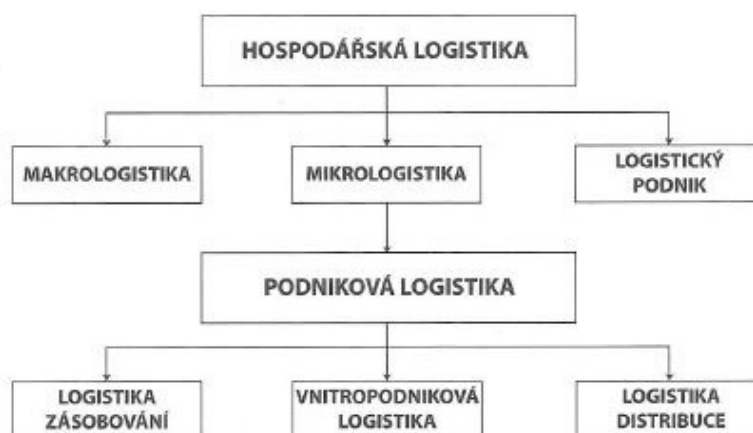 HOSPODÁŘSKÁ LOGISTIKA
MAKROLOGISTIKA
MIKROLOGISTIKA
LOGISTICKÝ
PODNIK
PODNIKOVÁ LOGISTIKA
LOGISTIKA
ZÁSOBOVÁNÍ
VNITROPODNIKOVÁ
LOGISTIKA
LOGISTIKA
DISTRIBUCE